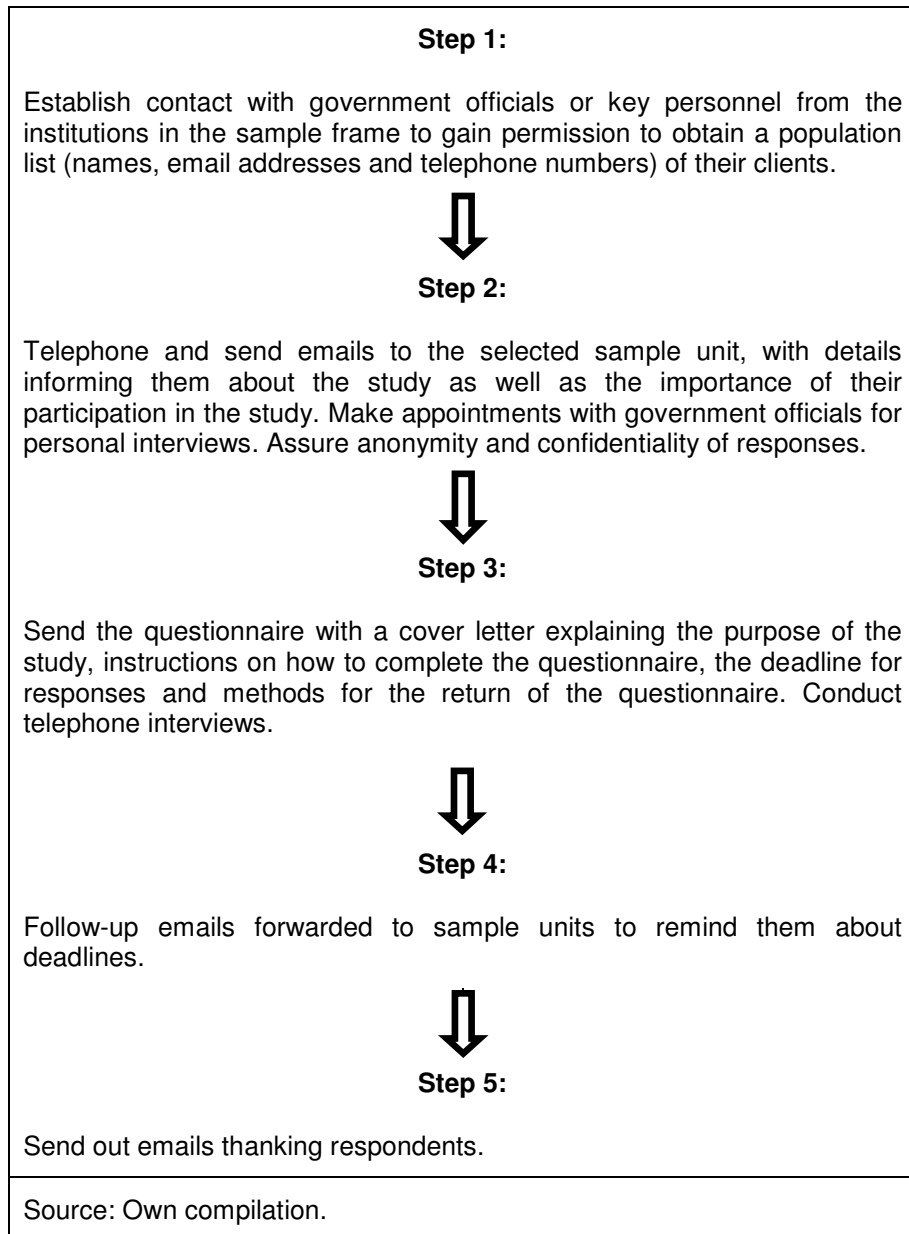 Step 1:
Establish contact with government officials or key personnel from the
institutions in the sample frame to gain permission to obtain a population
list (names, email addresses and telephone numbers) of their clients.
Step 2:
Telephone and send emails to the selected sample unit, with details
informing them about the study as well as the importance of their
participation in the study. Make appointments with government officials for
personal interviews. Assure anonymity and confidentiality of responses.
Step 3:
Send the questionnaire with a cover letter explaining the purpose of the
study, instructions on how to complete the questionnaire, the deadline for
responses and methods for the return of the questionnaire. Conduct
telephone interviews.
Step 4:
Follow-up emails forwarded to sample units to remind them about
deadlines.
Step 5:
Send out emails thanking respondents.
Source: Own compilation.